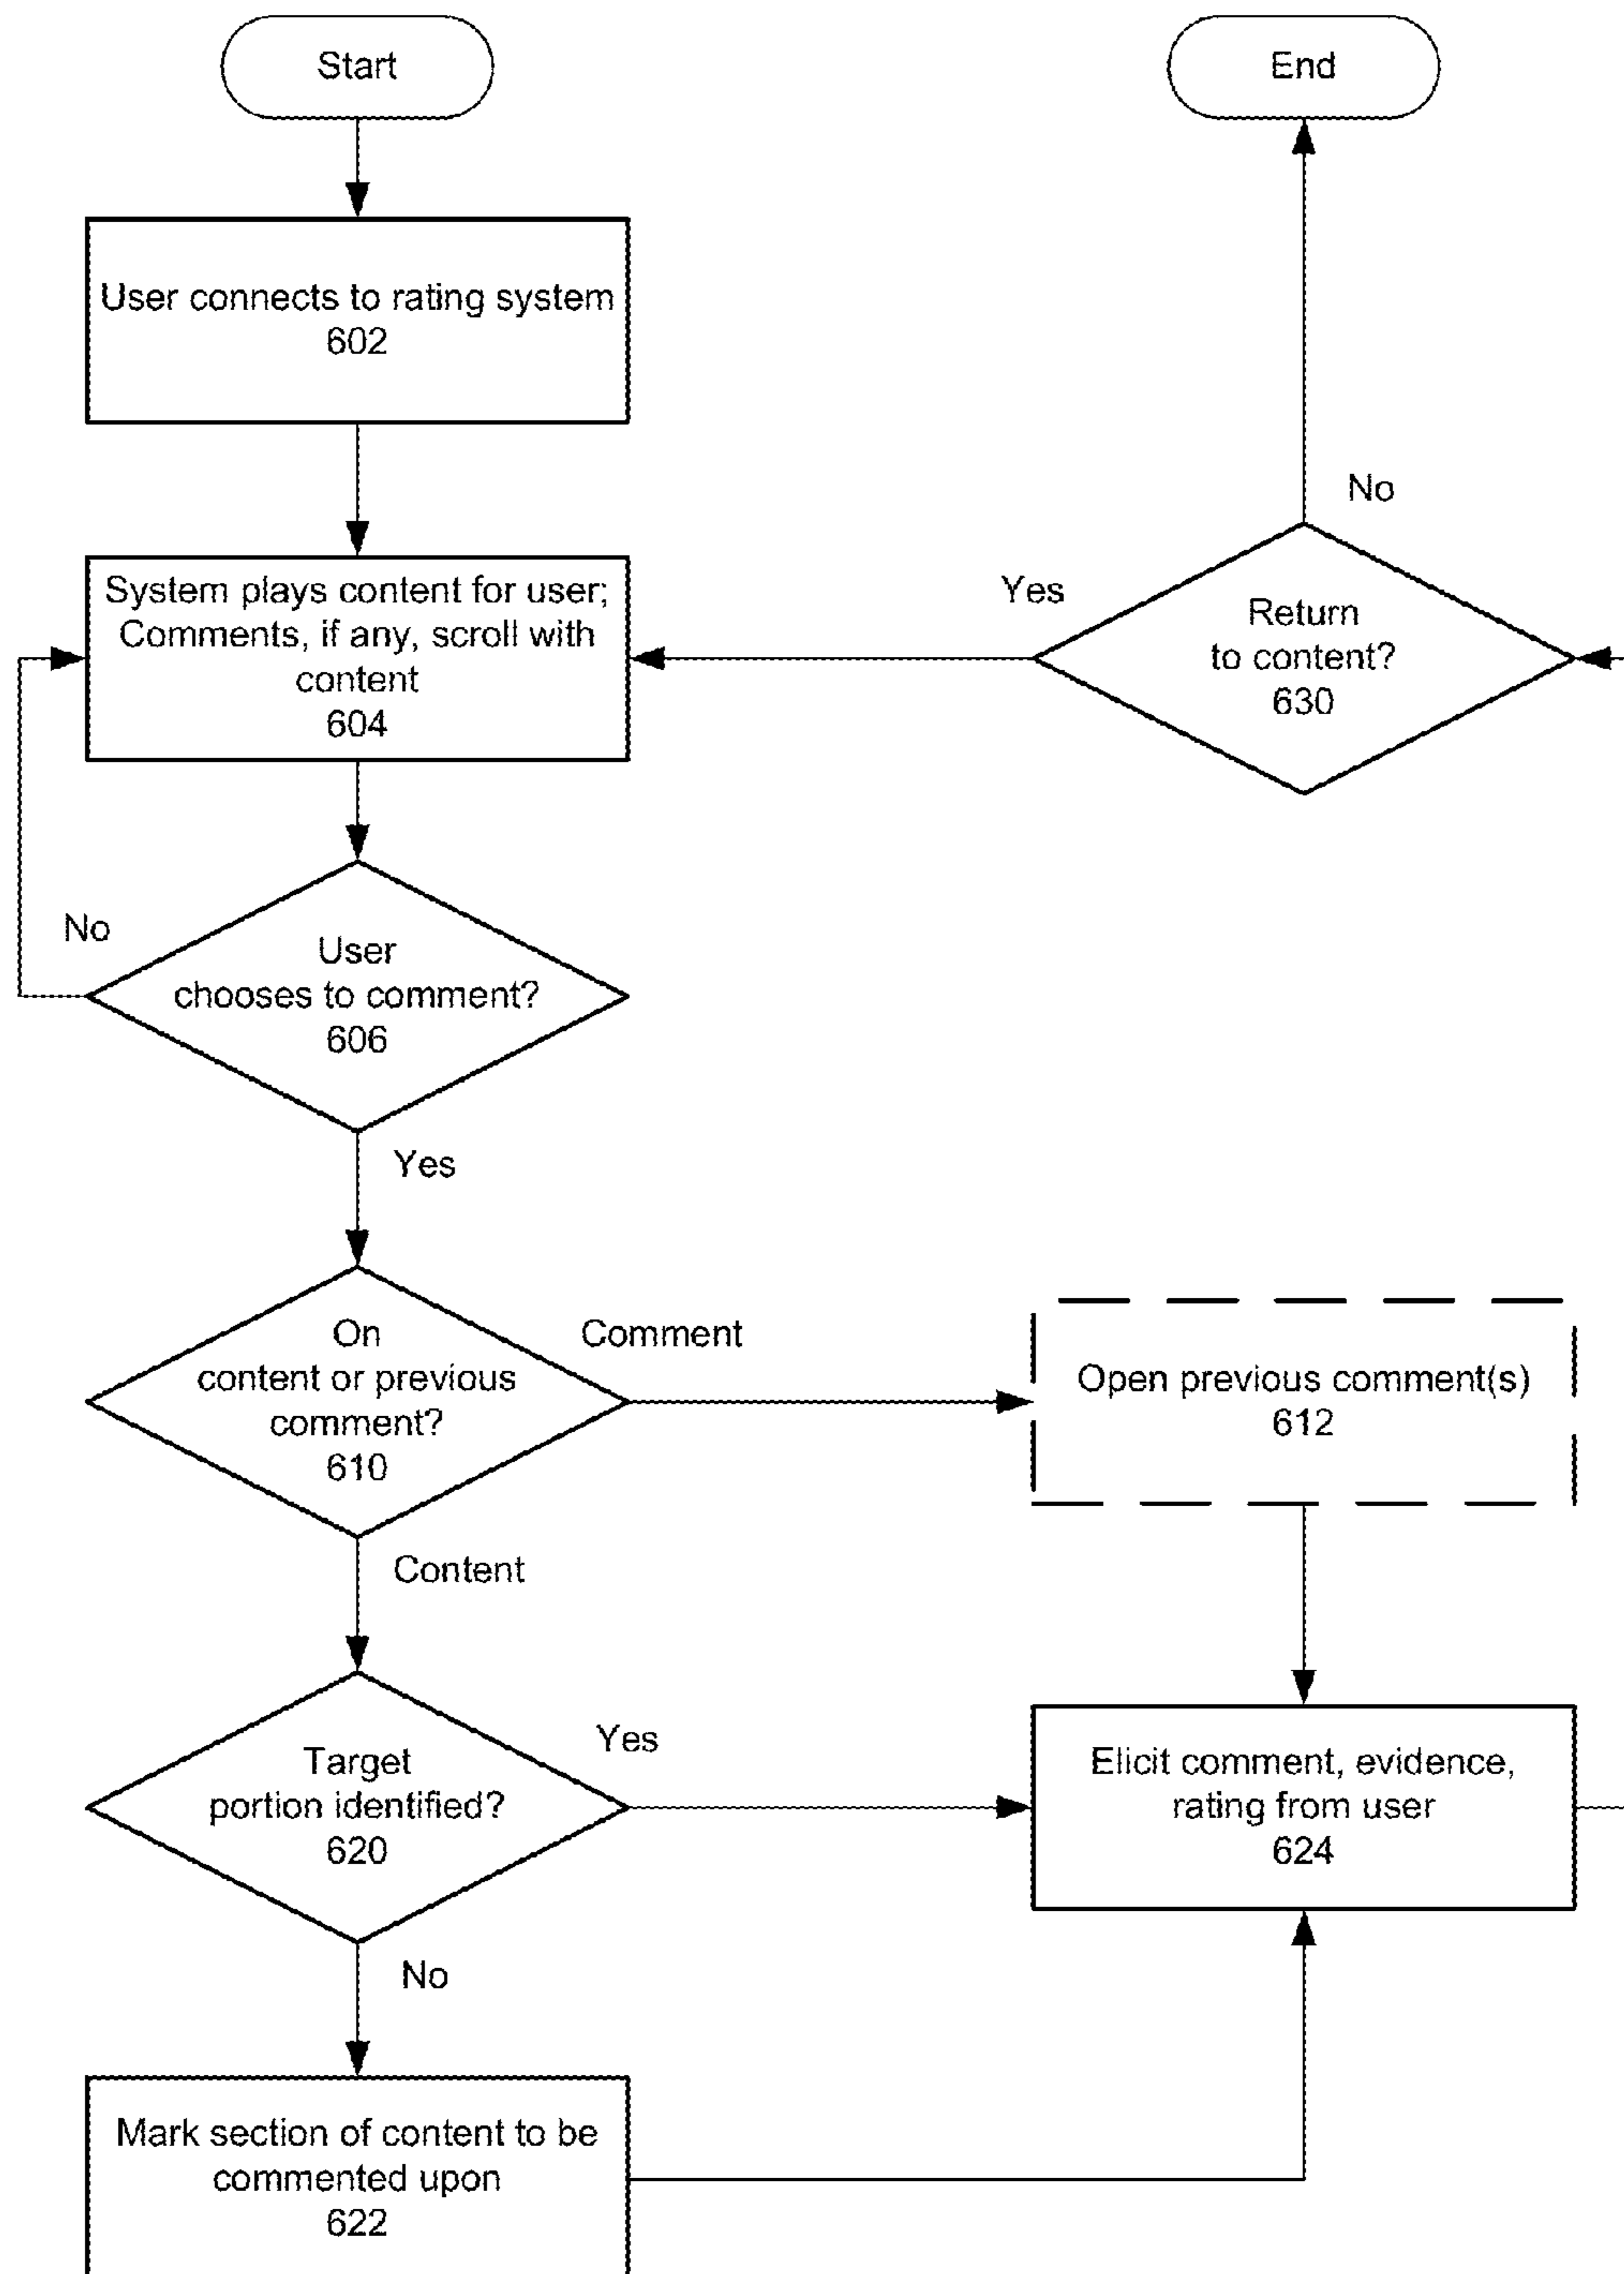 Start
End
User connects to rating system
602
No
System plays content for user;
Comments, if any, scroll with
content
604
Yes
Return
to content?
630
No
User
chooses to comment?
606
Yes
On
content or previous
comment?
610
Comment
Open previous comment(s)
612
Content
Target
portion identified?
620
Yes
Elicit comment, evidence,
rating from user
624
No
Mark section of content to be
commented upon
622